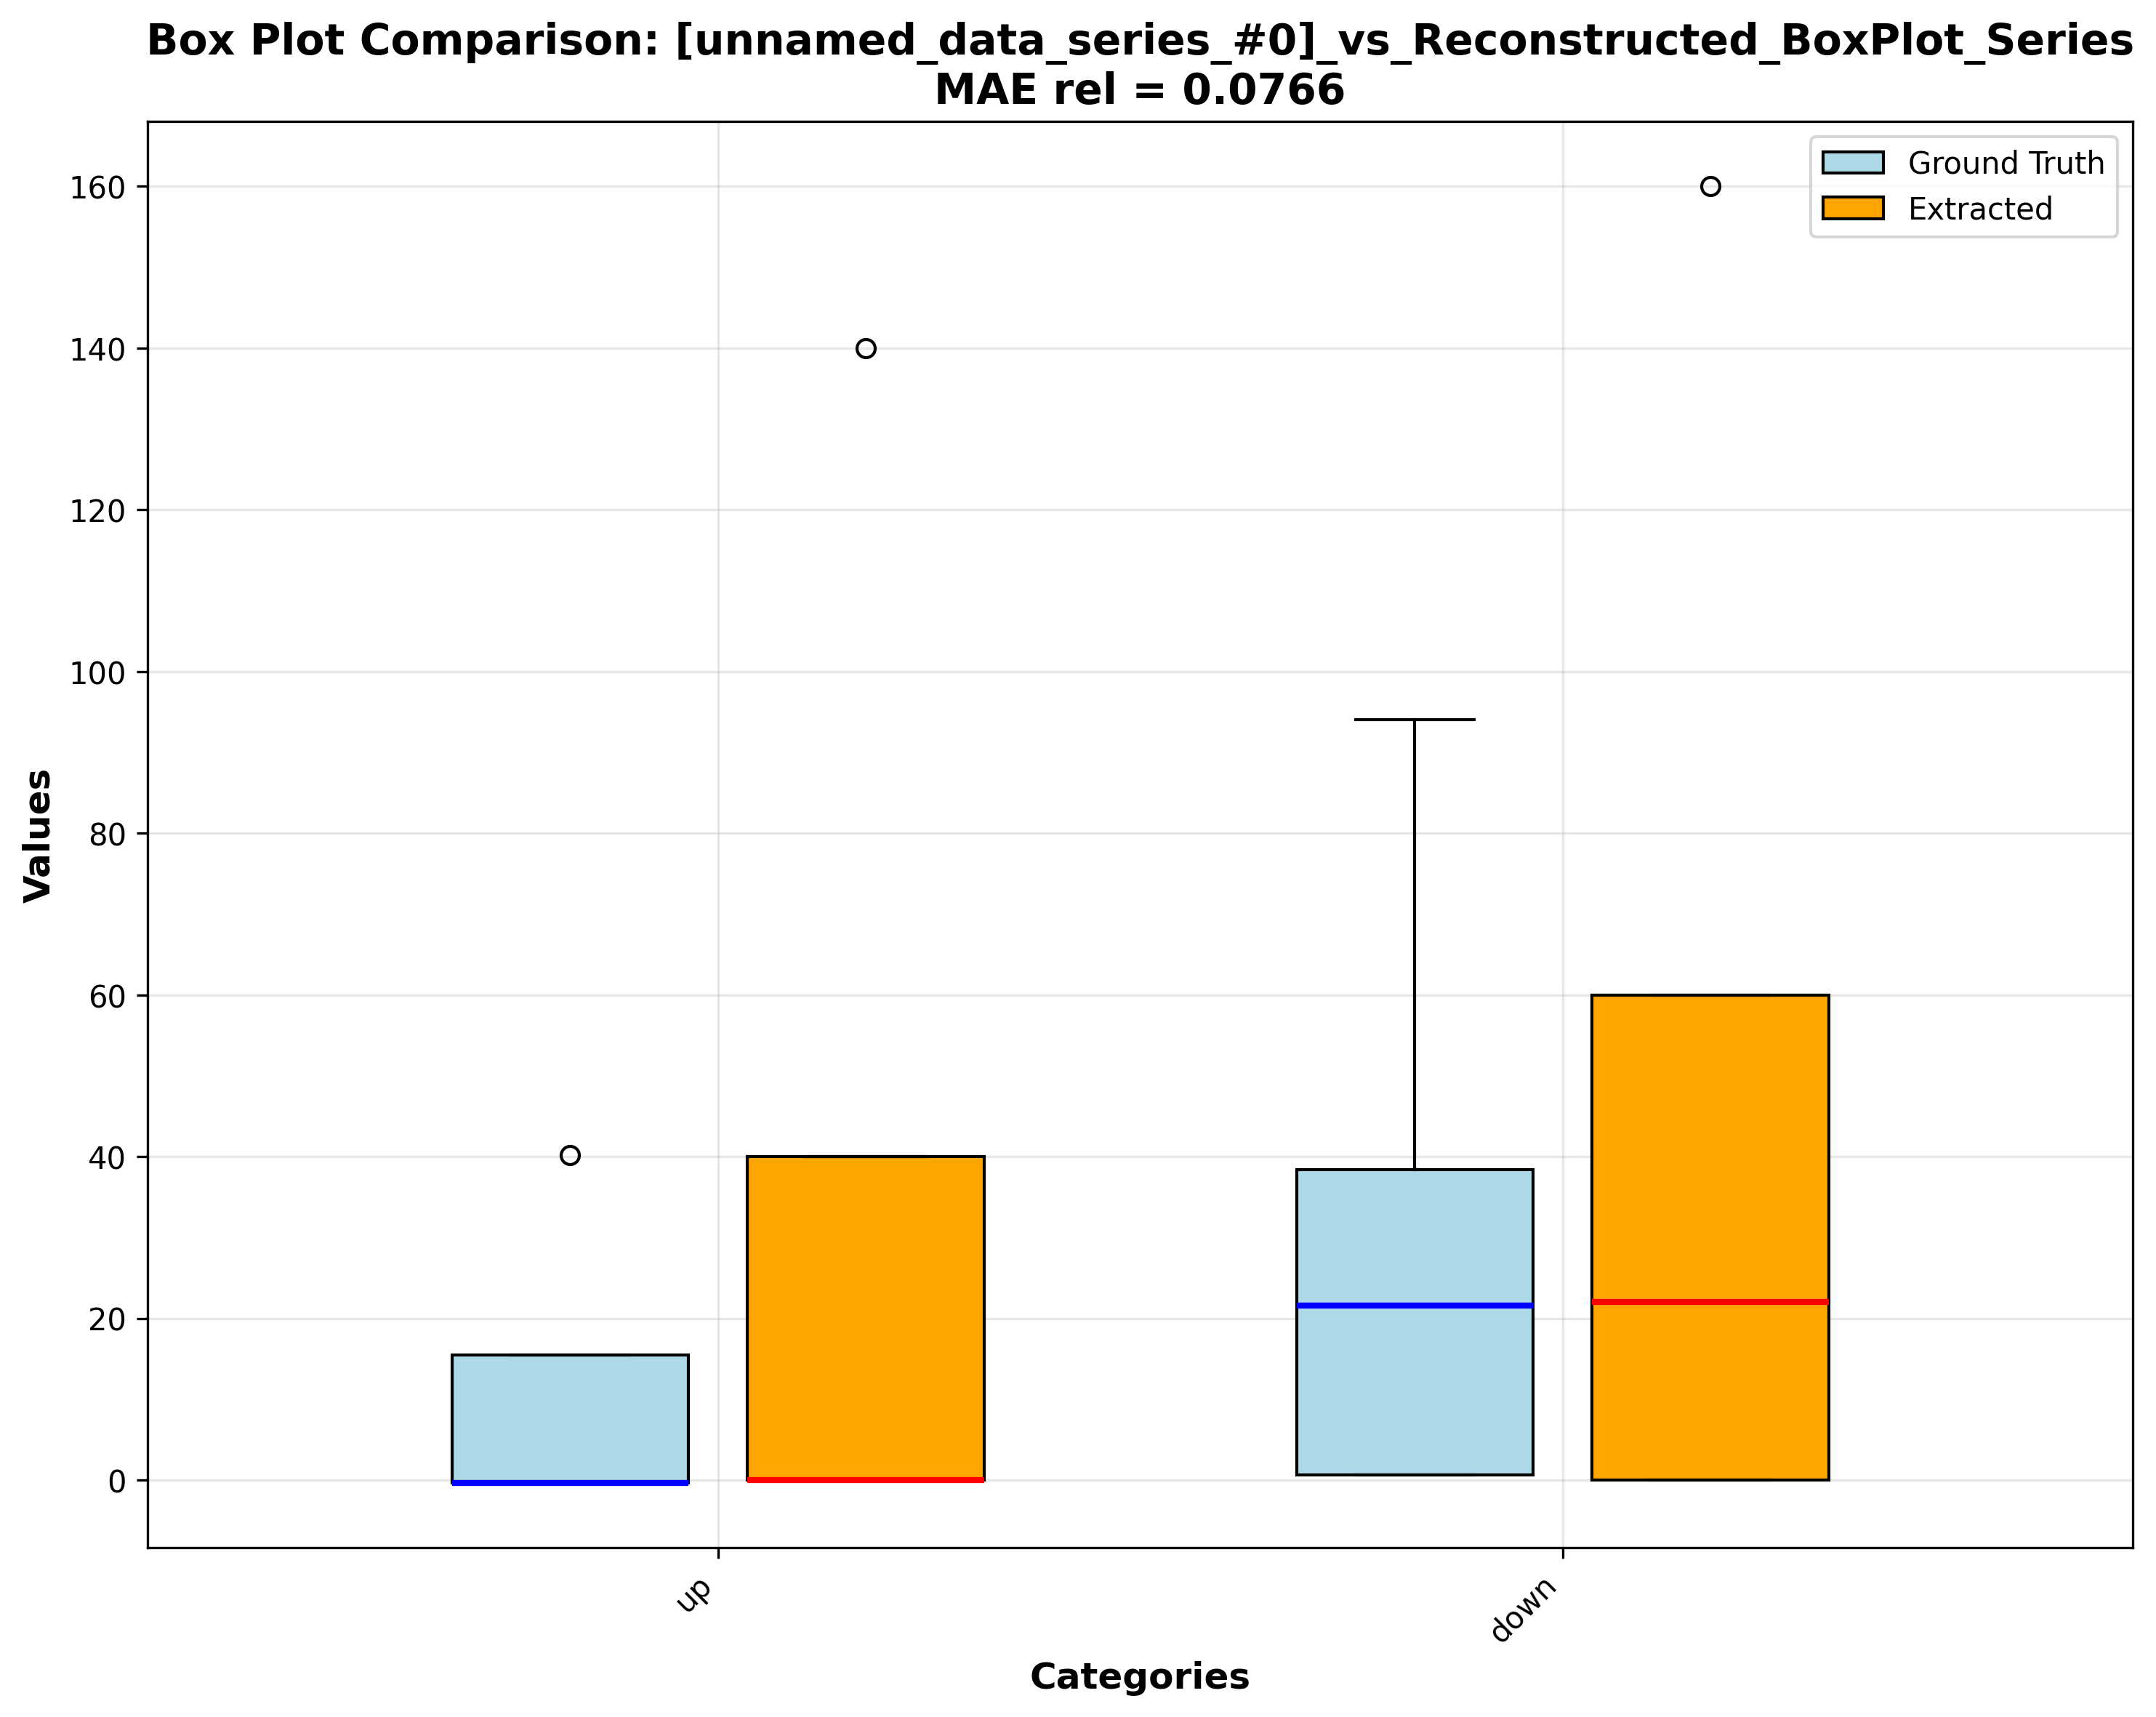 Box Plot Comparison: [unnamed_data_series_#0]_vs_Reconstructed_BoxPlot_Series
MAE rel = 0.0766
Ground Truth
Extracted
160
140
120
100
80
60
40
20
0
Values
up
down
Categories